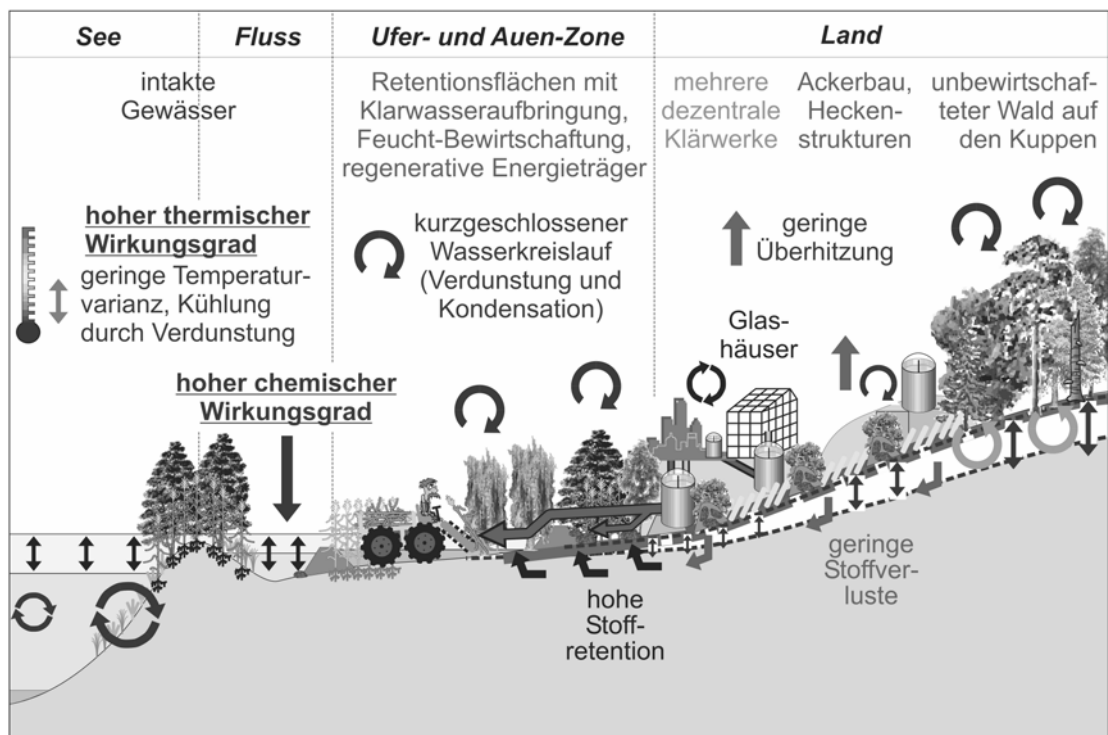 See
Fluss
Ufer- und Auen-Zone
Land
intakte
Gewässer
Retentionsflächen mit
Klarwasseraufbringung,
Feucht-Bewirtschaftung,
regenerative Energieträger
mehrere
dezentrale
Klärwerke
Ackerbau,
Hecken-
strukturen
unbewirtschaf-
teter Wald auf
den Kuppen
hoher thermischer
Wirkungsgrad
geringe Temperatur-
varianz, Kühlung
durch Verdunstung
kurzgeschlossener
Wasserkreislauf
(Verdunstung und
Kondensation)
geringe
Überhitzung
Glas-
häuser
hoher chemischer
Wirkungsgrad
hohe
Stoff-
retention
geringe
Stoffver-
luste